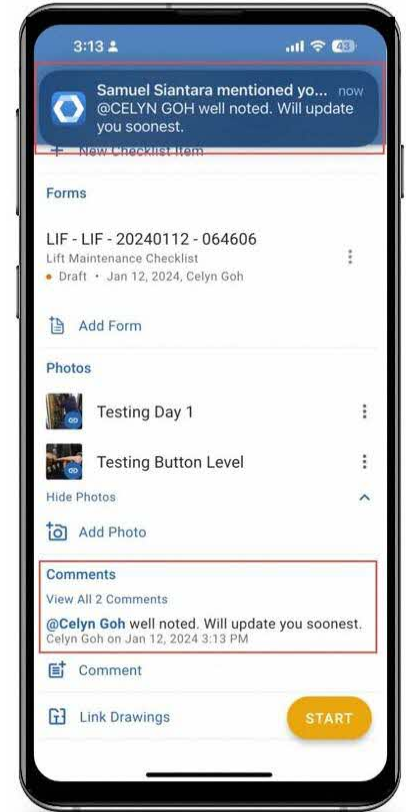 3:13
43
Samuel Siantara mentioned yo... now
@CELYN GOH well noted. Will update
you soonest.
New Checklist Item
Forms
LIF - LIF - 20240112 - 064606
Lift Maintenance Checklist
Draft • Jan 12, 2024, Celyn Goh
Add Form
Photos
Testing Day 1
Testing Button Level
Hide Photos
Add Photo
Comments
View All 2 Comments
@Celyn Goh well noted. Will update you soonest.
Celyn Goh on Jan 12, 2024 3:13 PM
Comment
Link Drawings
START